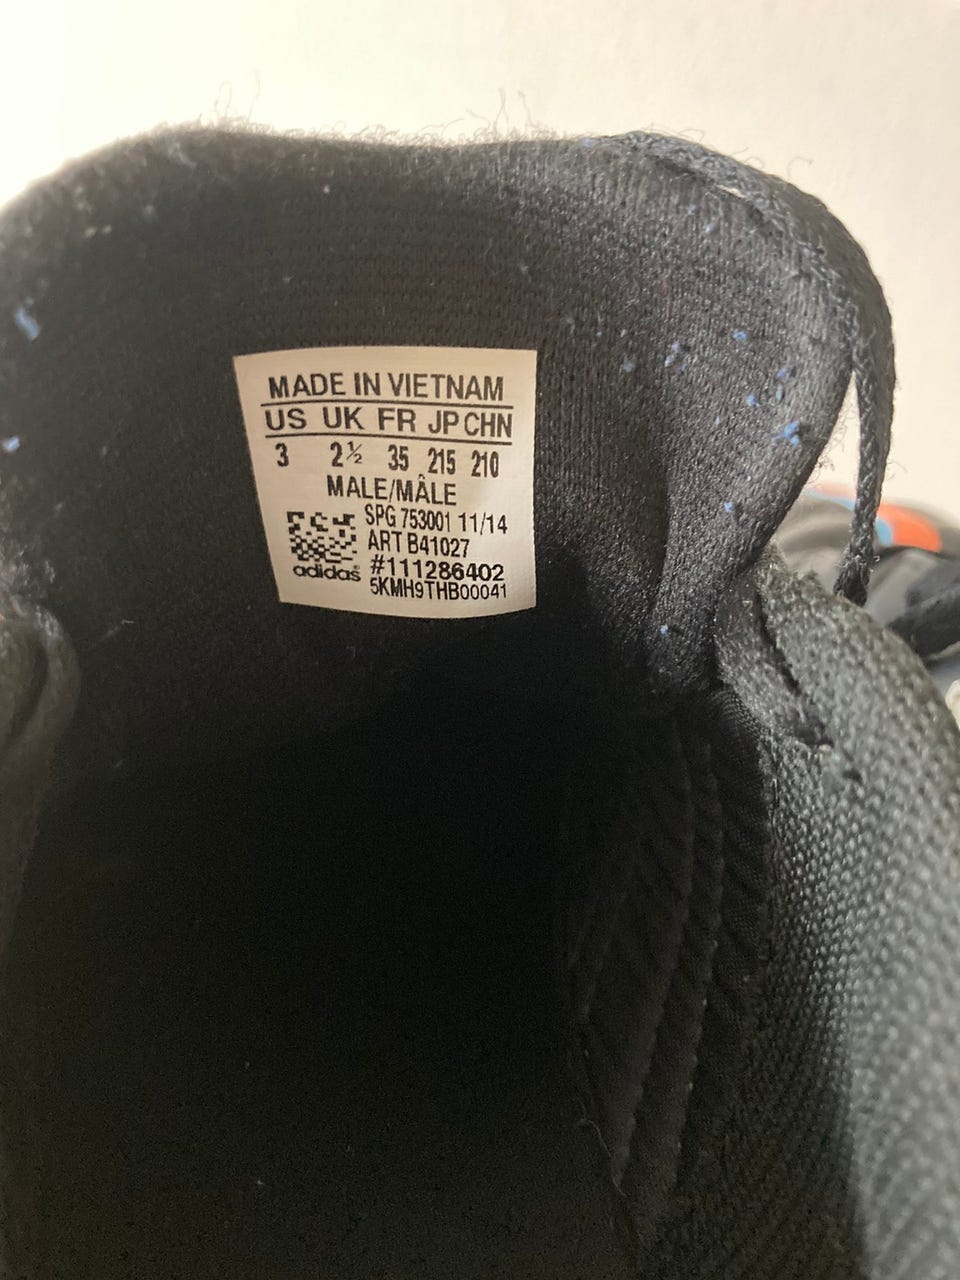 MADE IN VIETNAM
US UK FR JP CHN
3 2½ 35 215 210
MALE/MÂLE
SPG 753001 11/14
ART B41027
adidas® #111286402
5KMH9THB00041